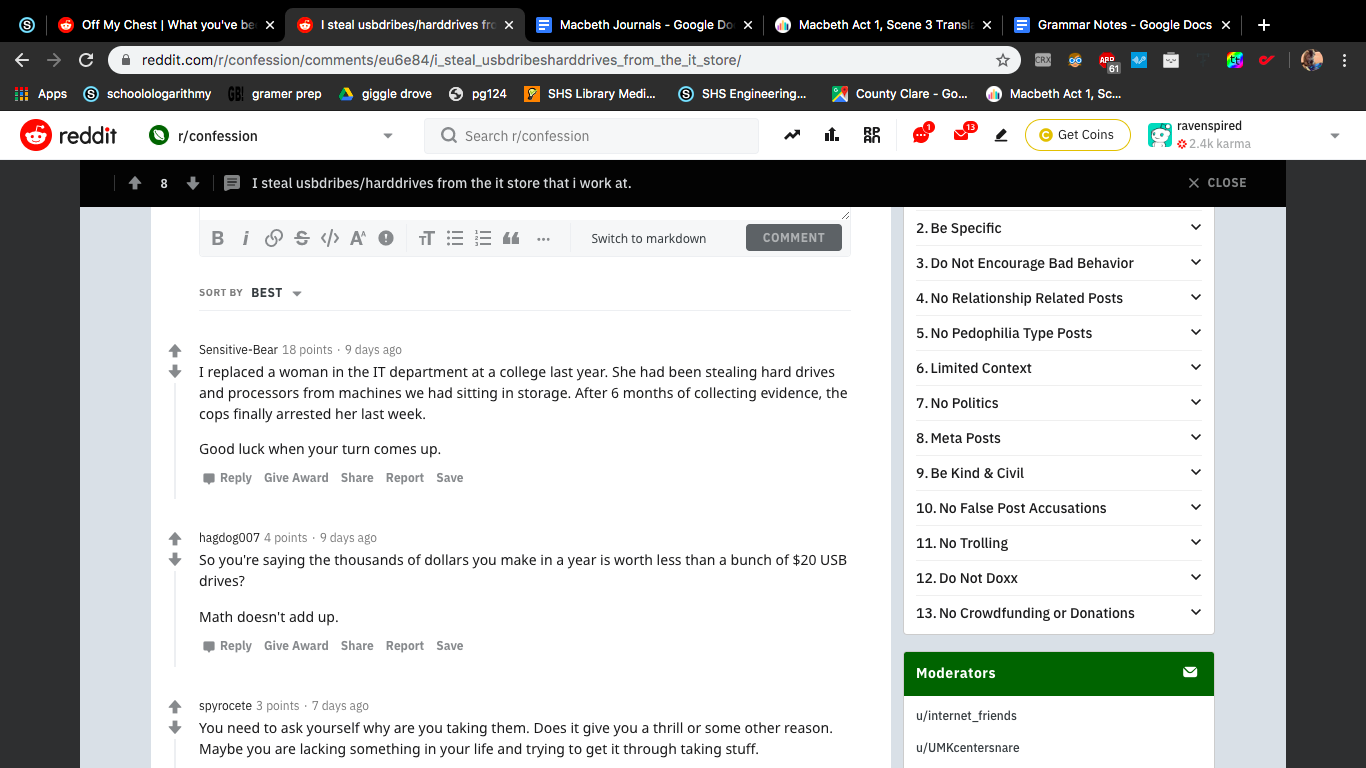 Off My Chest | What you've be
I steal usbdribes/harddrives fro
Macbeth Journals - Google Do
Macbeth Act 1, Scene 3 Transla
Grammar Notes - Google Docs
reddit.com/r/confession/comments/eu6e84/i_steal_usbdribesharddrives_from_the_it_store/
CRX
ABP
61
Apps
schoolologarithmy
GB!
gramer prep
giggle drove
pg124
SHS Library Medi...
SHS Engineering...
County Clare - Go...
Macbeth Act 1, Sc...
reddit
r/confession
Search r/confession
1
13
C Get Coins
ravenspired
2.4k karma
8
I steal usbdribes/harddrives from the it store that i work at.
CLOSE
Switch to markdown
COMMENT
SORT BY BEST
Sensitive-Bear 18 points · 9 days ago
I replaced a woman in the IT department at a college last year. She had been stealing hard drives
and processors from machines we had sitting in storage. After 6 months of collecting evidence, the
cops finally arrested her last week.
Good luck when your turn comes up.
Reply Give Award Share Report Save
hagdog007 4 points · 9 days ago
So you're saying the thousands of dollars you make in a year is worth less than a bunch of $20 USB
drives?
Math doesn't add up.
Reply Give Award Share Report Save
spyrocete 3 points · 7 days ago
You need to ask yourself why are you taking them. Does it give you a thrill or some other reason.
Maybe you are lacking something in your life and trying to get it through taking stuff.
2. Be Specific
3. Do Not Encourage Bad Behavior
4. No Relationship Related Posts
5. No Pedophilia Type Posts
6. Limited Context
7. No Politics
8. Meta Posts
9. Be Kind & Civil
10. No False Post Accusations
11. No Trolling
12. Do Not Doxx
13. No Crowdfunding or Donations
Moderators
u/internet_friends
u/UMKcentersnare